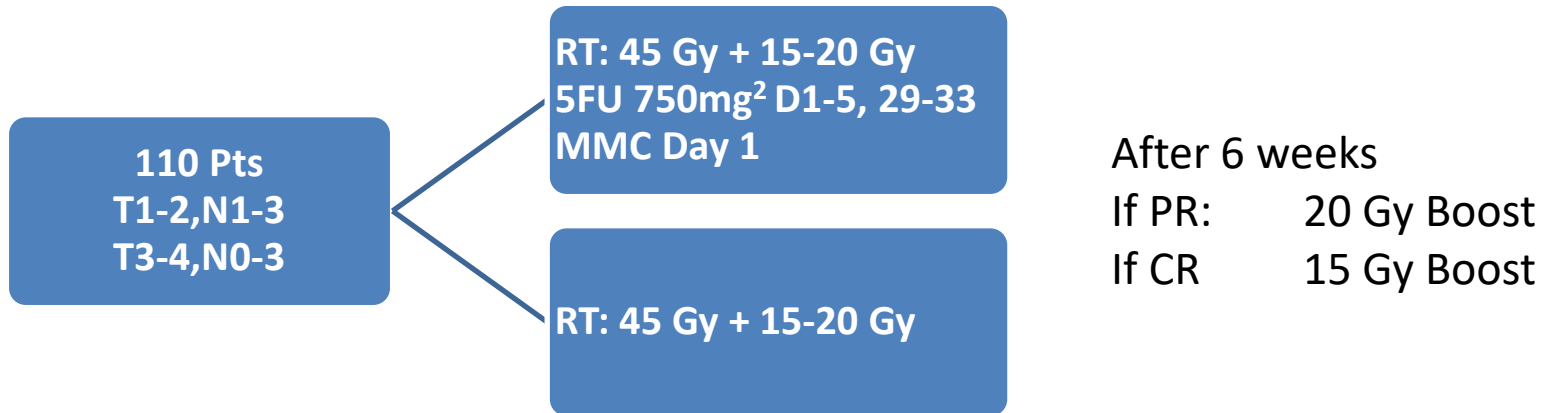 110 Pts
T1-2,N1-3
T3-4,N0-3
RT: 45 Gy + 15-20 Gy
5FU 750mg² D1-5, 29-33
MMC Day 1
RT: 45 Gy + 15-20 Gy
After 6 weeks
If PR: 20 Gy Boost
If CR 15 Gy Boost